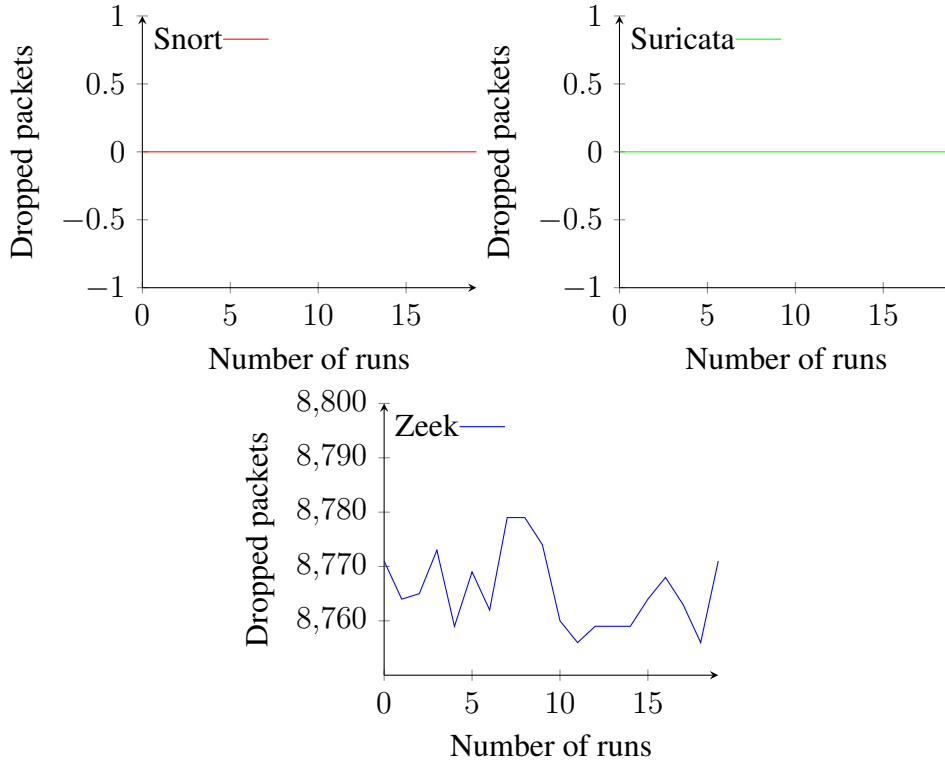 Dropped packets
1
0.5
0
−0.5
−1
Snort
0 5 10 15
Number of runs
Dropped packets
1
0.5
0
−0.5
−1
Suricata
0 5 10 15
Number of runs
Dropped packets
8,800
8,790
8,780
8,770
8,760
Zeek
0 5 10 15
Number of runs